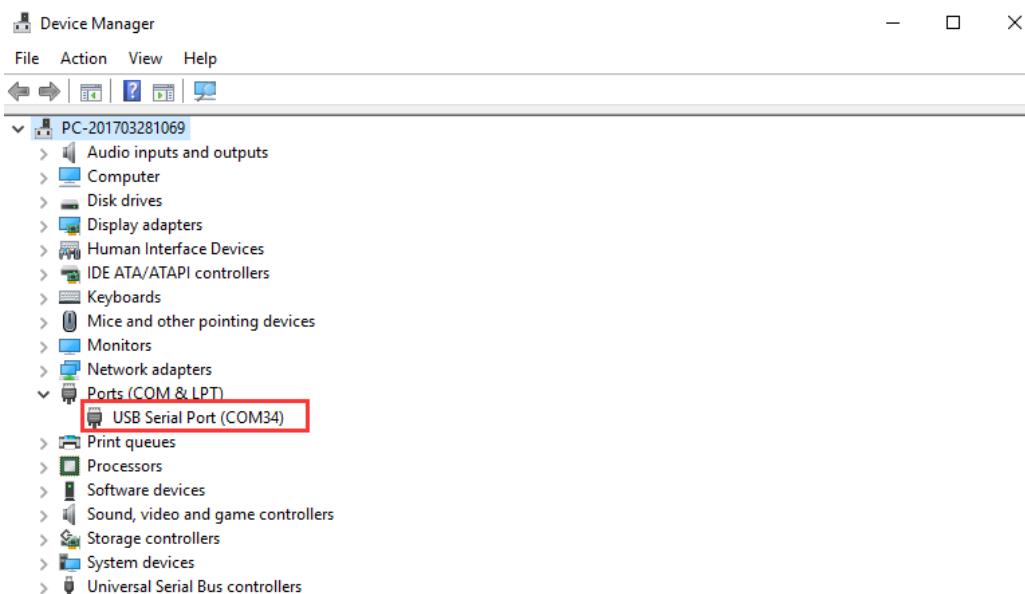 Device Manager
File Action View Help
PC-201703281069
Audio inputs and outputs
Computer
Disk drives
Display adapters
Human Interface Devices
IDE ATA/ATAPI controllers
Keyboards
Mice and other pointing devices
Monitors
Network adapters
Ports (COM & LPT)
USB Serial Port (COM34)
Print queues
Processors
Software devices
Sound, video and game controllers
Storage controllers
System devices
Universal Serial Bus controllers